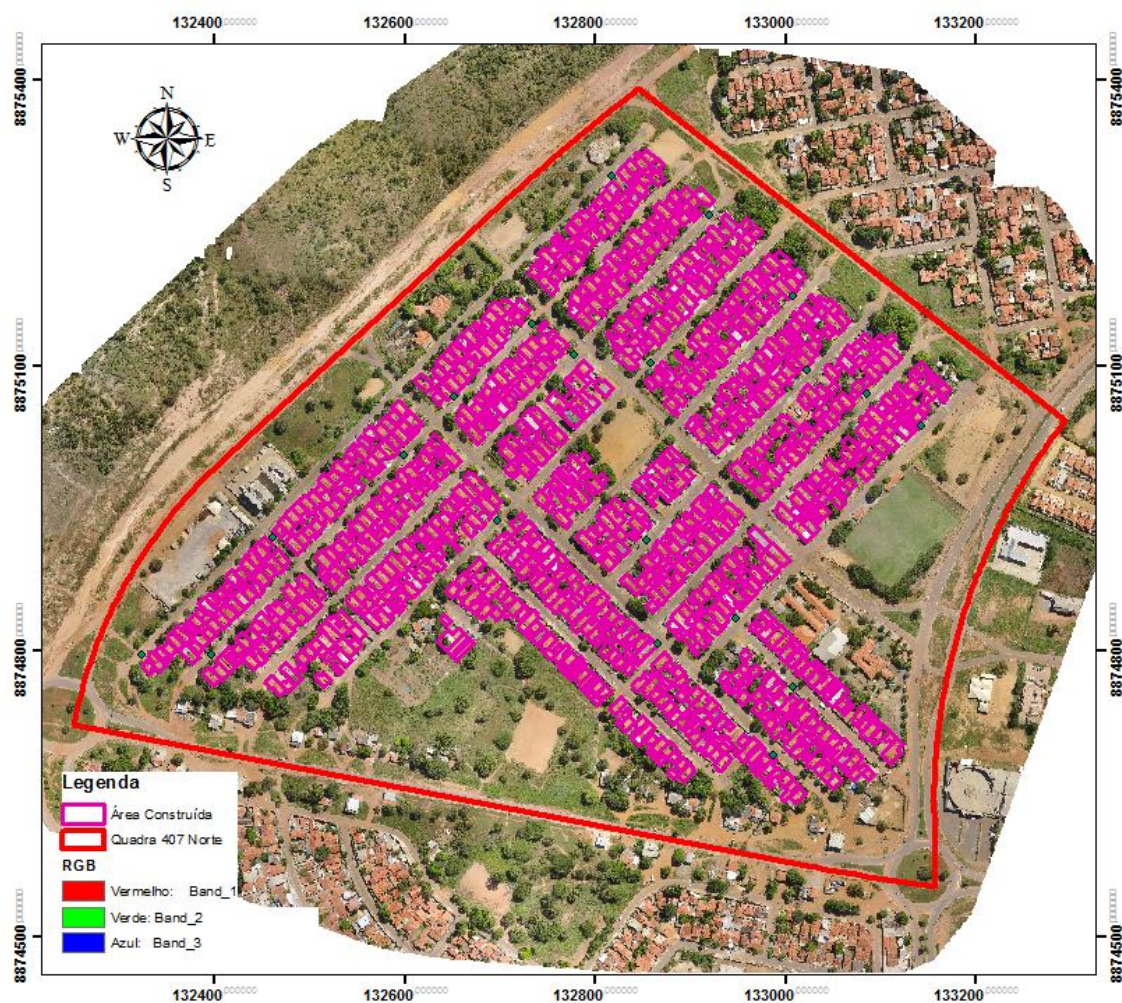 132400 132600 132800 133000 133200
8875400 8875400
N
W E
S
8875100 8875100
8874800 8874800
Legenda
Área Construída
Quadra 407 Norte
RGB
Vermelho: Band_1
Verde: Band_2
Azul: Band_3
8874500 8874500
132400 132600 132800 133000 133200